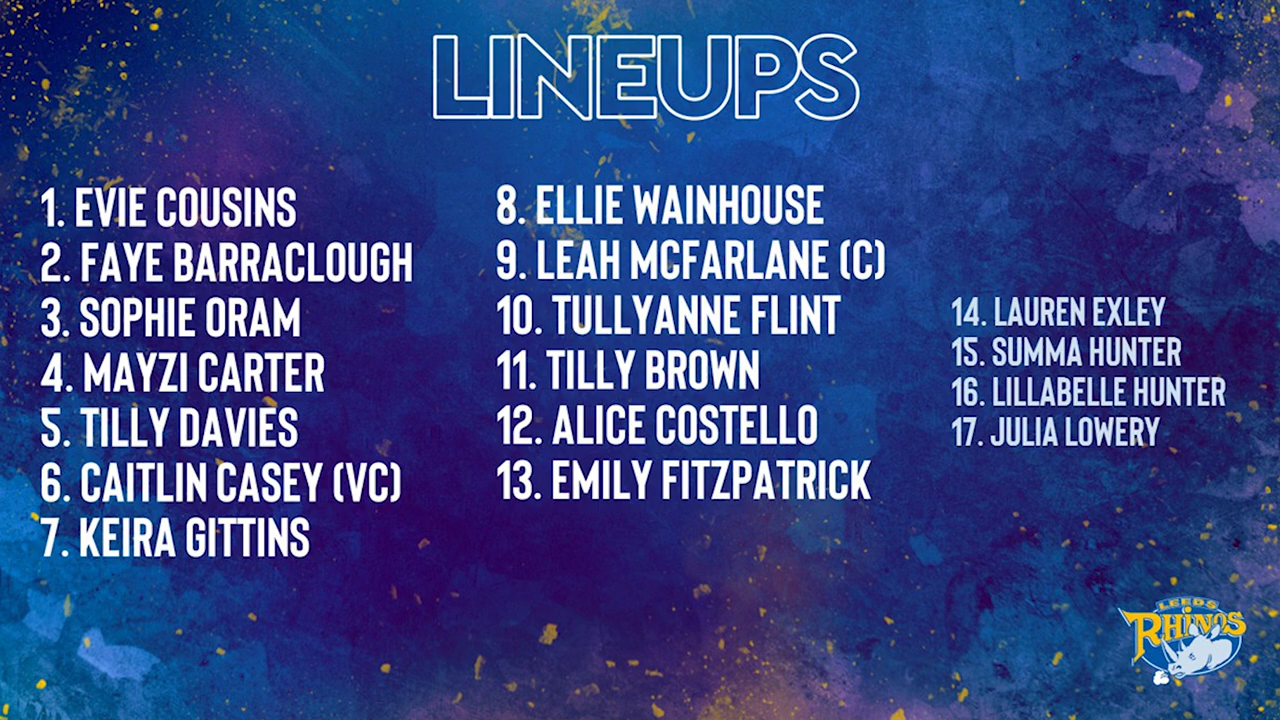 LINEUPS
1. EVIE COUSINS
2. FAYE BARRACLOUGH
3. SOPHIE ORAM
4. MAYZI CARTER
5. TILLY DAVIES
6. CAITLIN CASEY (VC)
7. KEIRA GITTINS
8. ELLIE WAINHOUSE
9. LEAH MCFARLANE (C)
10. TULLYANNE FLINT
11. TILLY BROWN
12. ALICE COSTELLO
13. EMILY FITZPATRICK
14. LAUREN EXLEY
15. SUMMA HUNTER
16. LILLABELLE HUNTER
17. JULIA LOWERY
LEEDS
RHINOS